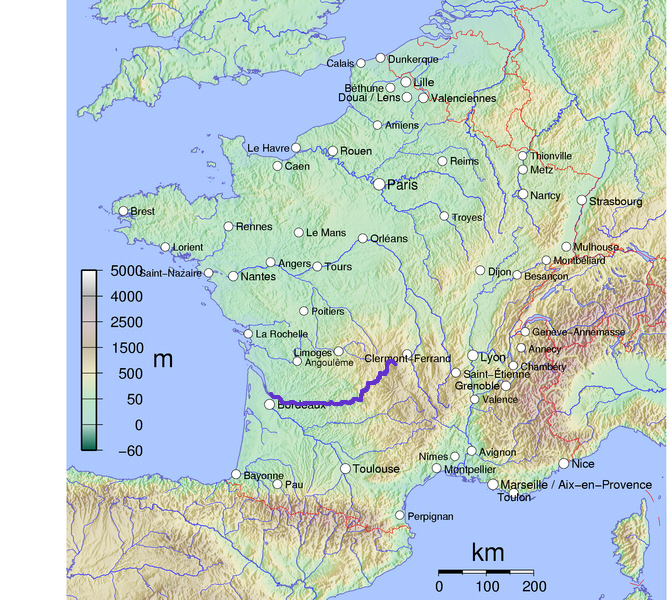 Calais
Dunkerque
Lille
Béthune
Douai / Lens
Valenciennes
Amiens
Le Havre
Rouen
Caen
Reims
Thionville
Metz
Paris
Nancy
Strasbourg
Brest
Troyes
Rennes
Le Mans
Orléans
Lorient
Mulhouse
Montbéliard
Angers
Tours
Saint-Nazaire
Nantes
Dijon
Besançon
5000
4000
2500
1500
500
50
0
-60
m
Poitiers
La Rochelle
Genève-Annemasse
Limoges
Angoulême
Clermont-Ferrand
Lyon
Annecy
Chambéry
Saint-Étienne
Grenoble
Valence
Bordeaux
Nîmes
Avignon
Bayonne
Pau
Toulouse
Montpellier
Nice
Marseille / Aix-en-Provence
Toulon
Perpignan
km
0 100 200